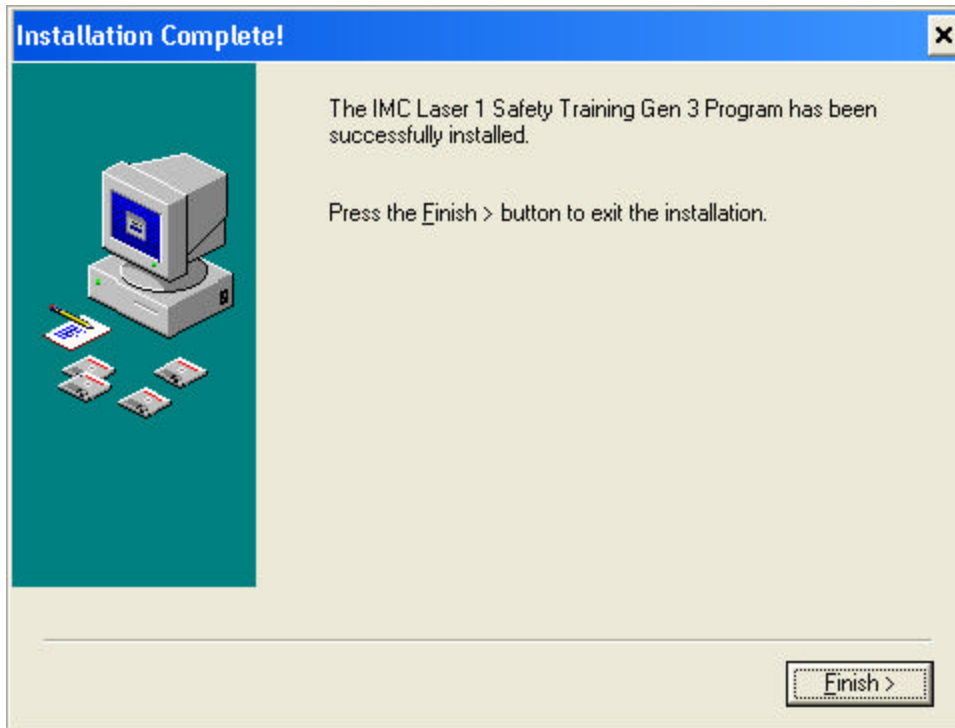 Installation Complete!
The IMC Laser 1 Safety Training Gen 3 Program has been
successfully installed.
Press the Finish > button to exit the installation.
Finish >